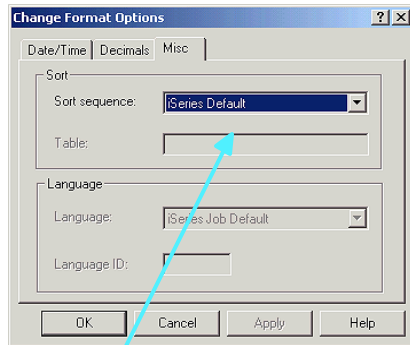 Change Format Options
Date/Time Decimals Misc
Sort
Sort sequence: iSeries Default
Table:
Language
Language: iSeries Job Default
Language ID:
OK Cancel Apply Help